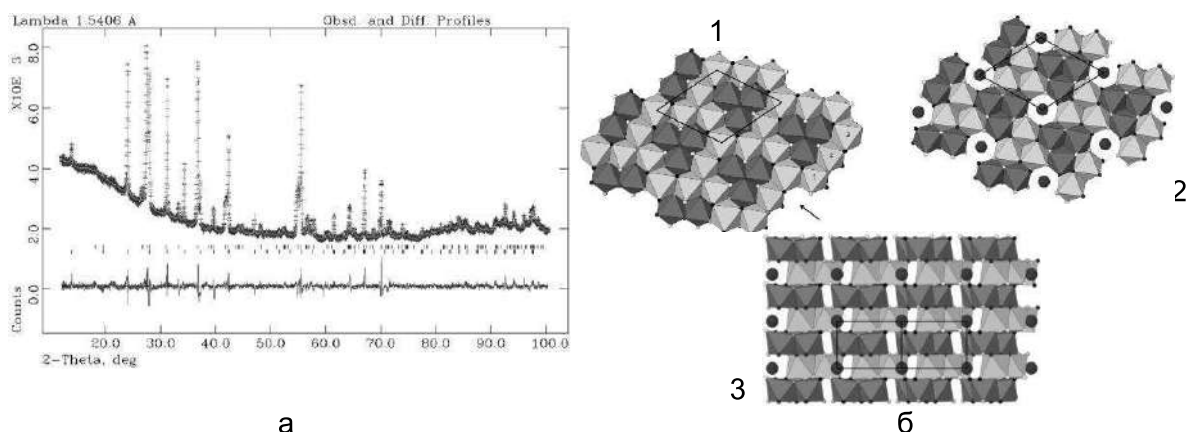 Lambda 1.5406 A
Obsd. and Diff. Profiles
X10E 3
8.0
6.0
4.0
2.0
0.0
Counts
20.0 30.0 40.0 50.0 60.0 70.0 80.0 90.0 100.0
2-Theta, deg
1
2
3
а
б